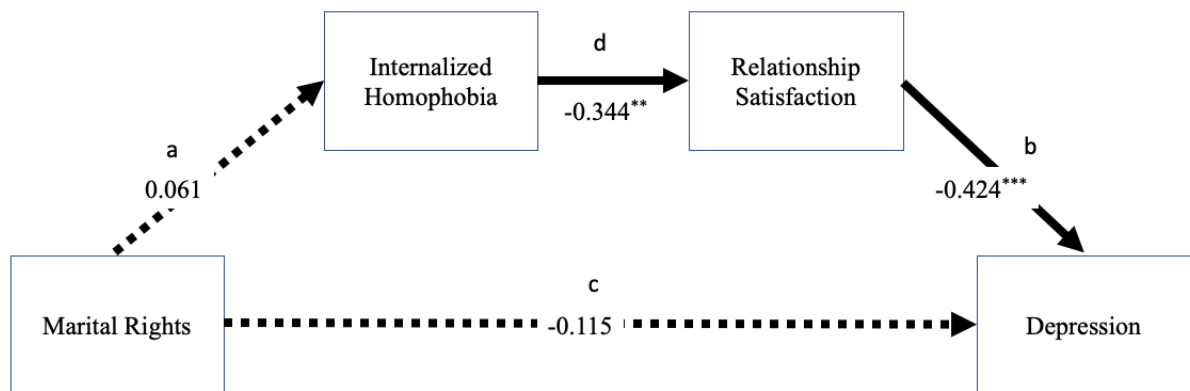 Internalized
Homophobia
d
-0.344**
Relationship
Satisfaction
a
0.061
b
-0.424***
Marital Rights
c
-0.115
Depression